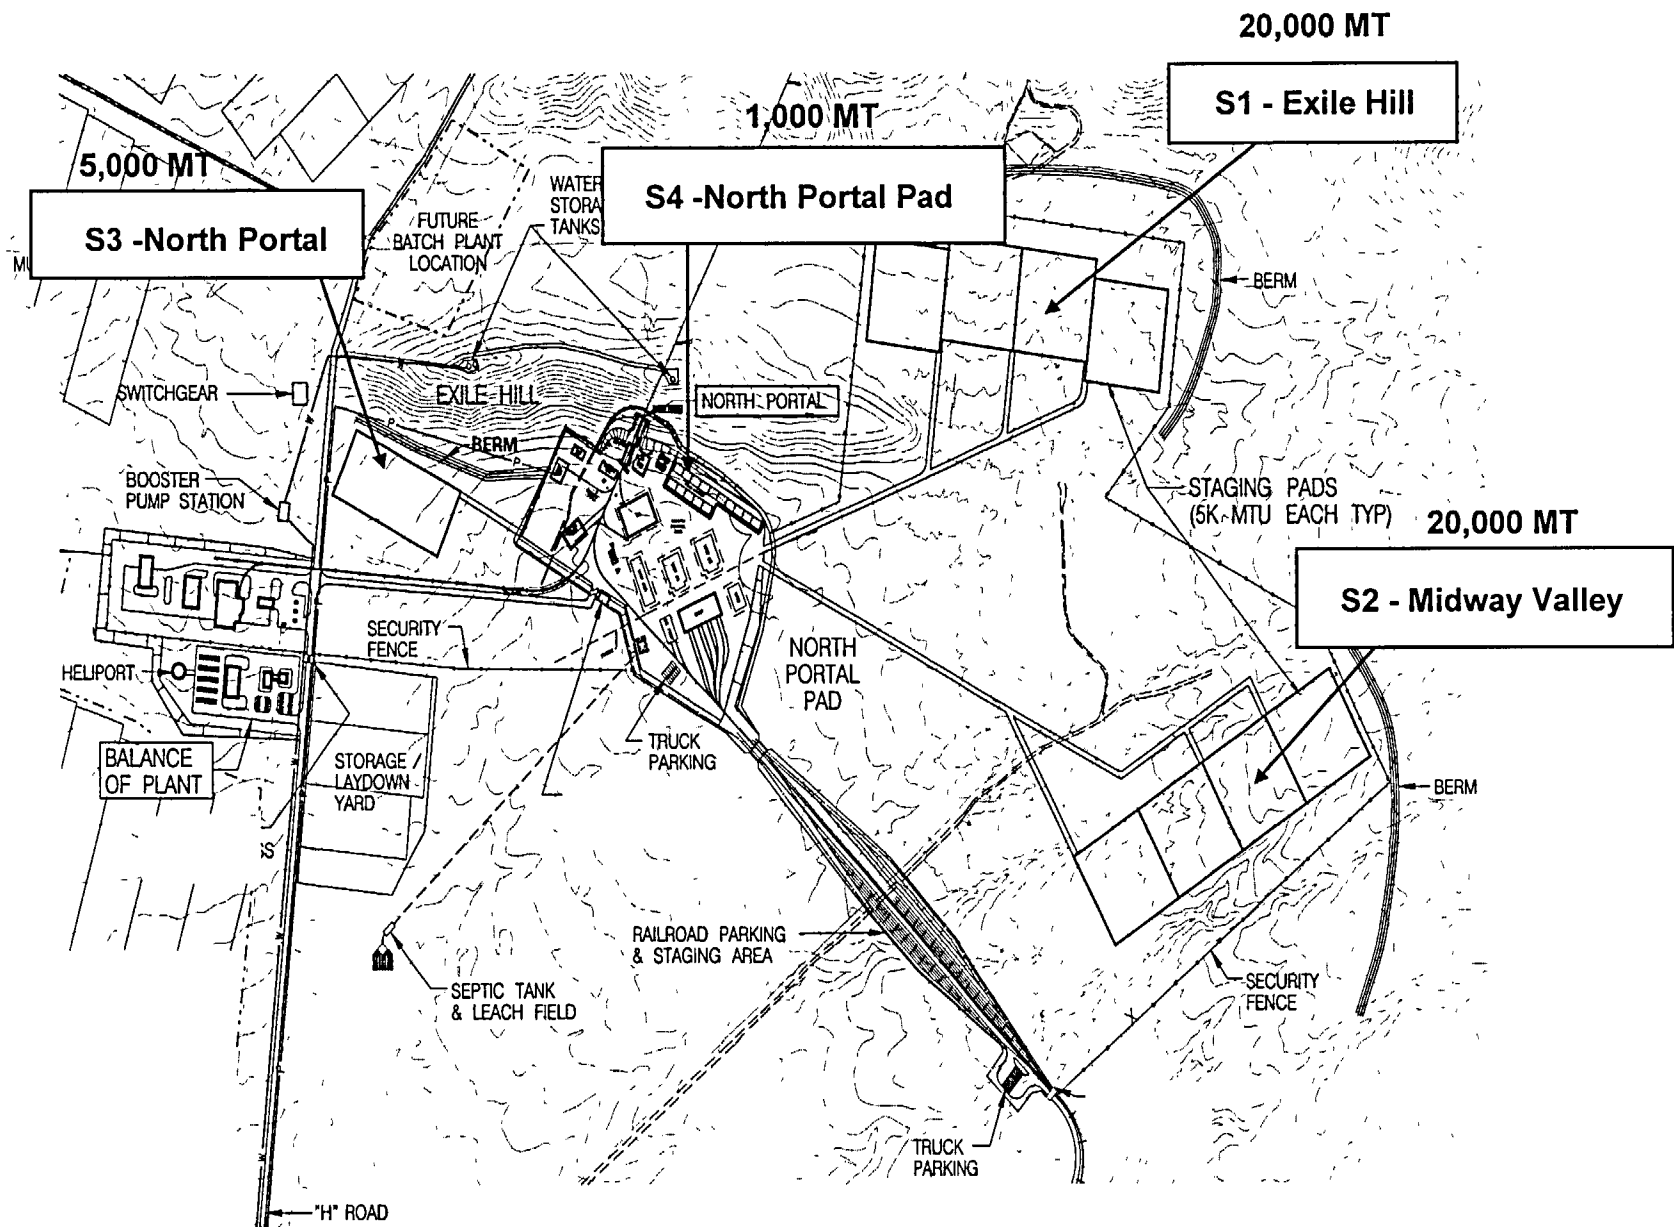 20,000 MT
S1 - Exile Hill
1,000 MT
5,000 MT
S4 -North Portal Pad
S3 -North Portal
WATER
STORA
TANKS
FUTURE
BATCH PLANT
LOCATION
BERM
SWITCHGEAR
EXILE HILL
NORTH PORTAL
BERM
BOOSTER
PUMP STATION
STAGING PADS
(5K MTU EACH TYP)
20,000 MT
S2 - Midway Valley
SECURITY
FENCE
HELIPORT
NORTH
PORTAL
PAD
BALANCE
OF PLANT
STORAGE
LAYDOWN
YARD
TRUCK
PARKING
BERM
RAILROAD PARKING
& STAGING AREA
SEPTIC TANK
& LEACH FIELD
SECURITY
FENCE
TRUCK
PARKING
"H" ROAD